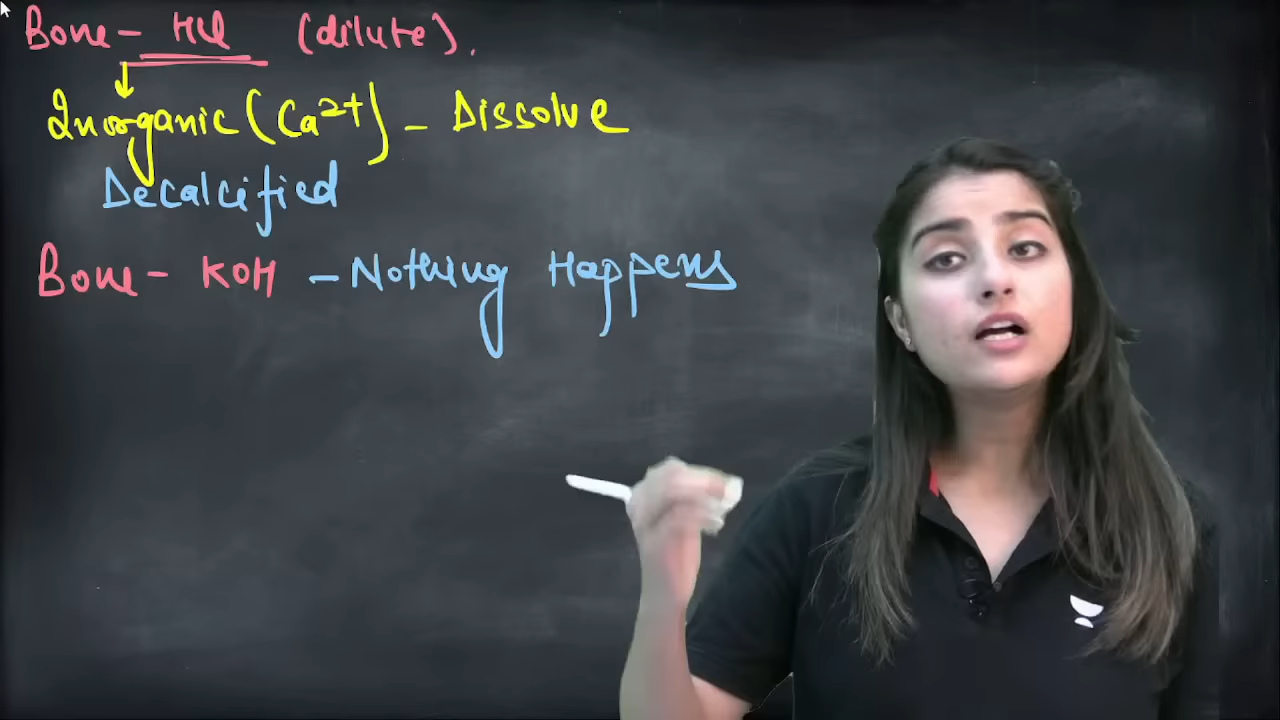 Bone - HCl (dilute).
Inorganic (Ca2+) - Dissolve
Decalcified
Bone - KOH - Nothing Happens